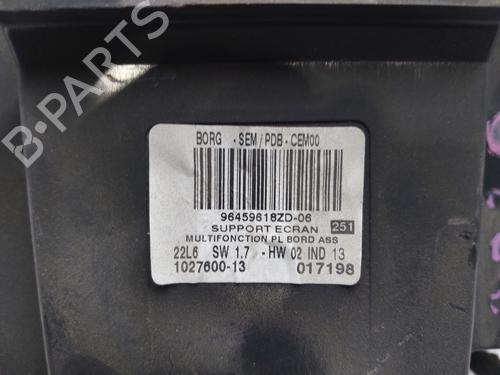 BORG - SEM / PDB - CEM00
96459618ZD-06
SUPPORT ECRAN 251
MULTIFONCTION PL BORD ASS
22L6 SW 1.7 - HW 02 IND 13
1027600-13 017198
B-PARTS